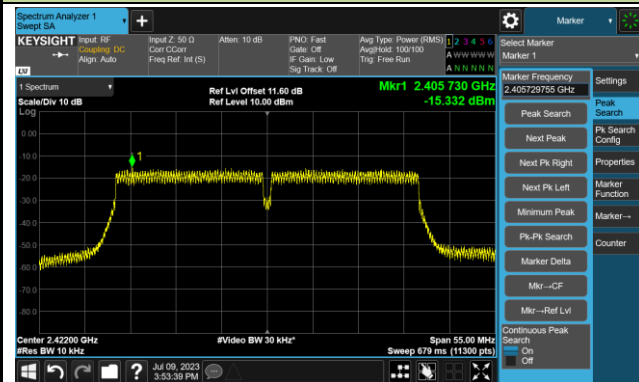 Spectrum Analyzer 1
Swept SA
+
Marker
KEYSIGHT
Input: RF
Coupling: DC
Align: Auto
Input Z: 50 Ω
Corr CCorr
Freq Ref: Int (S)
Atten: 10 dB
PNO: Fast
Gate: Off
IF Gain: Low
Sig Track: Off
Avg Type: Power (RMS)
Avg|Hold: 100/100
Trig: Free Run
1 2 3 4 5 6
A W W W W W
A N N N N N
LXI
Select Marker
Marker 1
1 Spectrum
Scale/Div 10 dB
Log
Ref Lvl Offset 11.60 dB
Ref Level 10.00 dBm
Mkr1 2.405 730 GHz
-15.332 dBm
0.00
-10.0
-20.0
-30.0
-40.0
-50.0
-60.0
-70.0
-80.0
1
Center 2.42200 GHz
#Res BW 10 kHz
#Video BW 30 kHz*
Span 55.00 MHz
Sweep 679 ms (11300 pts)
Marker Frequency
2.405729755 GHz
Peak Search
Next Peak
Next Pk Right
Next Pk Left
Minimum Peak
Pk-Pk Search
Marker Delta
Mkr→CF
Mkr→Ref Lvl
Continuous Peak
Search
On
Off
Settings
Peak
Search
Pk Search
Config
Properties
Marker
Function
Marker→
Counter
?
Jul 09, 2023
3:53:39 PM